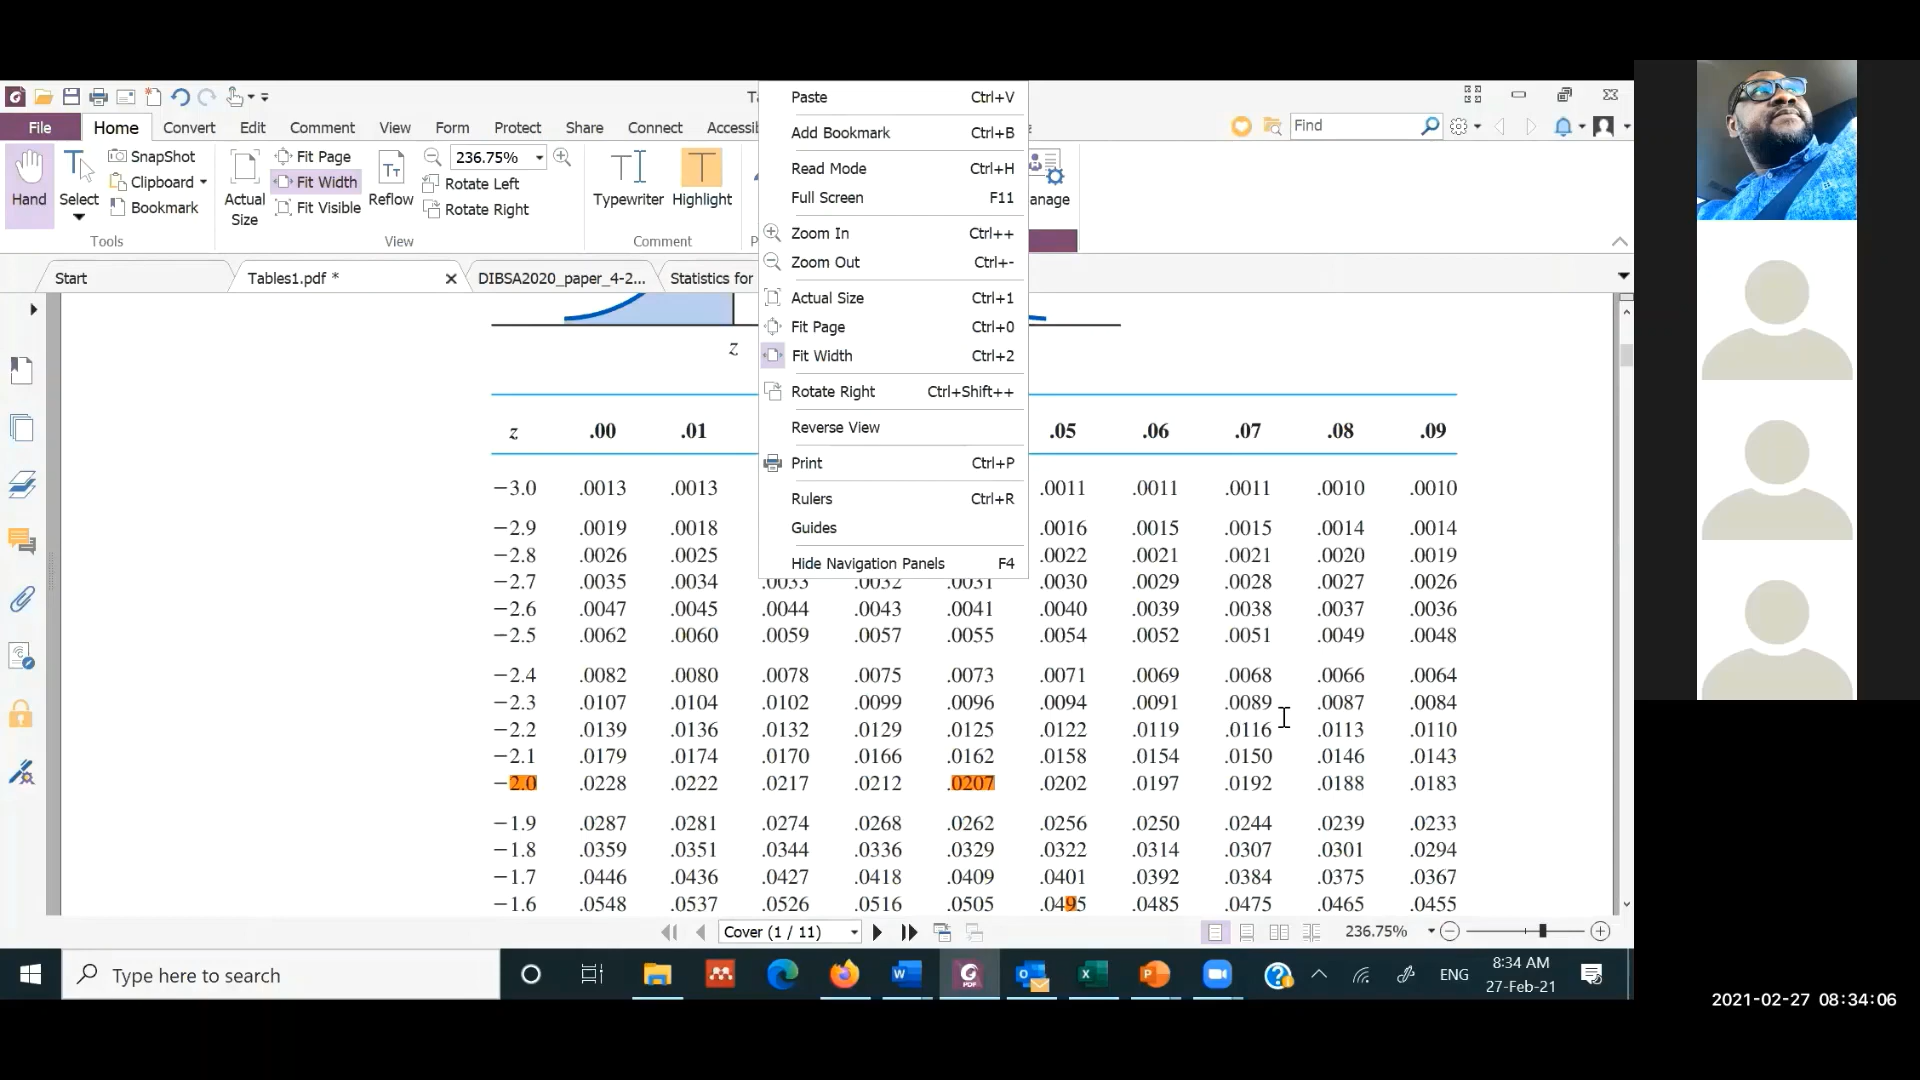 Ta
File Home Convert Edit Comment View Form Protect Share Connect Accessib Find
Hand Select SnapShot Clipboard Bookmark Actual Size Fit Page Fit Width Fit Visible Reflow 236.75% Rotate Left Rotate Right Typewriter Highlight anage
Tools View Comment P
Start Tables1.pdf * DIBSA2020_paper_4-2... Statistics for
Paste Ctrl+V
Add Bookmark Ctrl+B
Read Mode Ctrl+H
Full Screen F11
Zoom In Ctrl++
Zoom Out Ctrl+-
Actual Size Ctrl+1
Fit Page Ctrl+0
Fit Width Ctrl+2
Rotate Right Ctrl+Shift++
Reverse View
Print Ctrl+P
Rulers Ctrl+R
Guides
Hide Navigation Panels F4
z
z .00 .01 .05 .06 .07 .08 .09
−3.0 .0013 .0013 .0011 .0011 .0011 .0010 .0010
−2.9 .0019 .0018 .0016 .0015 .0015 .0014 .0014
−2.8 .0026 .0025 .0022 .0021 .0021 .0020 .0019
−2.7 .0035 .0034 .0033 .0032 .0031 .0030 .0029 .0028 .0027 .0026
−2.6 .0047 .0045 .0044 .0043 .0041 .0040 .0039 .0038 .0037 .0036
−2.5 .0062 .0060 .0059 .0057 .0055 .0054 .0052 .0051 .0049 .0048
−2.4 .0082 .0080 .0078 .0075 .0073 .0071 .0069 .0068 .0066 .0064
−2.3 .0107 .0104 .0102 .0099 .0096 .0094 .0091 .0089 .0087 .0084
−2.2 .0139 .0136 .0132 .0129 .0125 .0122 .0119 .0116 .0113 .0110
−2.1 .0179 .0174 .0170 .0166 .0162 .0158 .0154 .0150 .0146 .0143
−2.0 .0228 .0222 .0217 .0212 .0207 .0202 .0197 .0192 .0188 .0183
−1.9 .0287 .0281 .0274 .0268 .0262 .0256 .0250 .0244 .0239 .0233
−1.8 .0359 .0351 .0344 .0336 .0329 .0322 .0314 .0307 .0301 .0294
−1.7 .0446 .0436 .0427 .0418 .0409 .0401 .0392 .0384 .0375 .0367
−1.6 .0548 .0537 .0526 .0516 .0505 .0495 .0485 .0475 .0465 .0455
Cover (1 / 11) 236.75%
Type here to search ENG 8:34 AM
27-Feb-21
2021-02-27 08:34:06